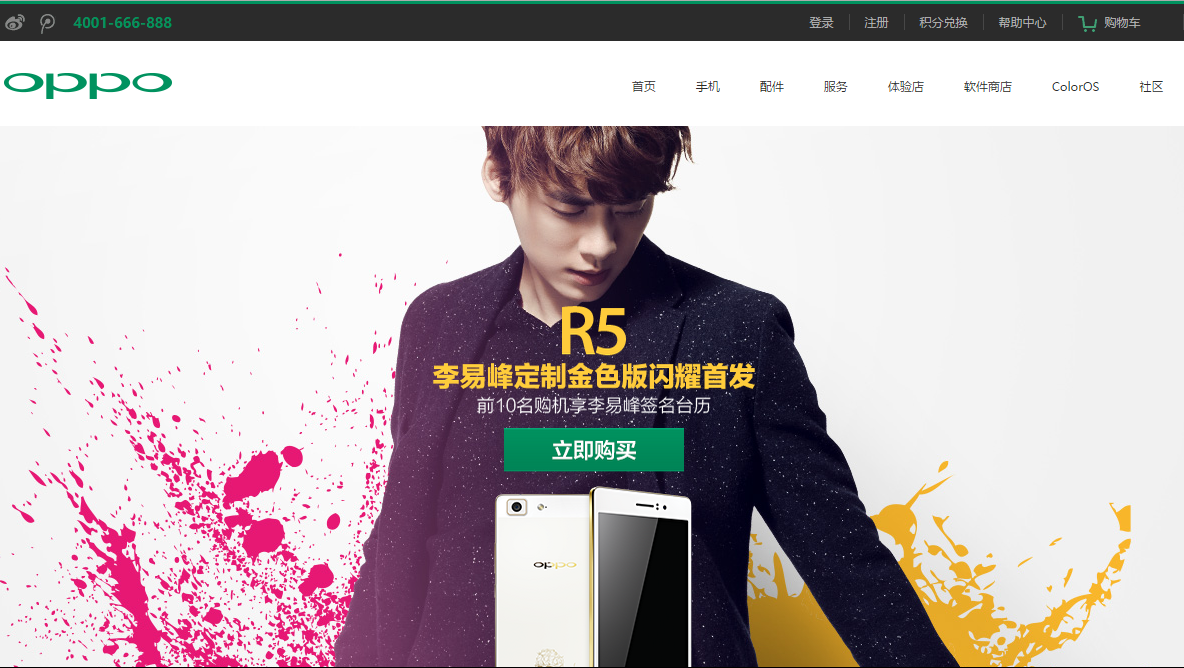 4001-666-888
登录
注册
积分兑换
帮助中心
购物车
oppo
首页
手机
配件
服务
体验店
软件商店
ColorOS
社区
R5
李易峰定制金色版闪耀首发
前10名购机享李易峰签名台历
立即购买
oppo